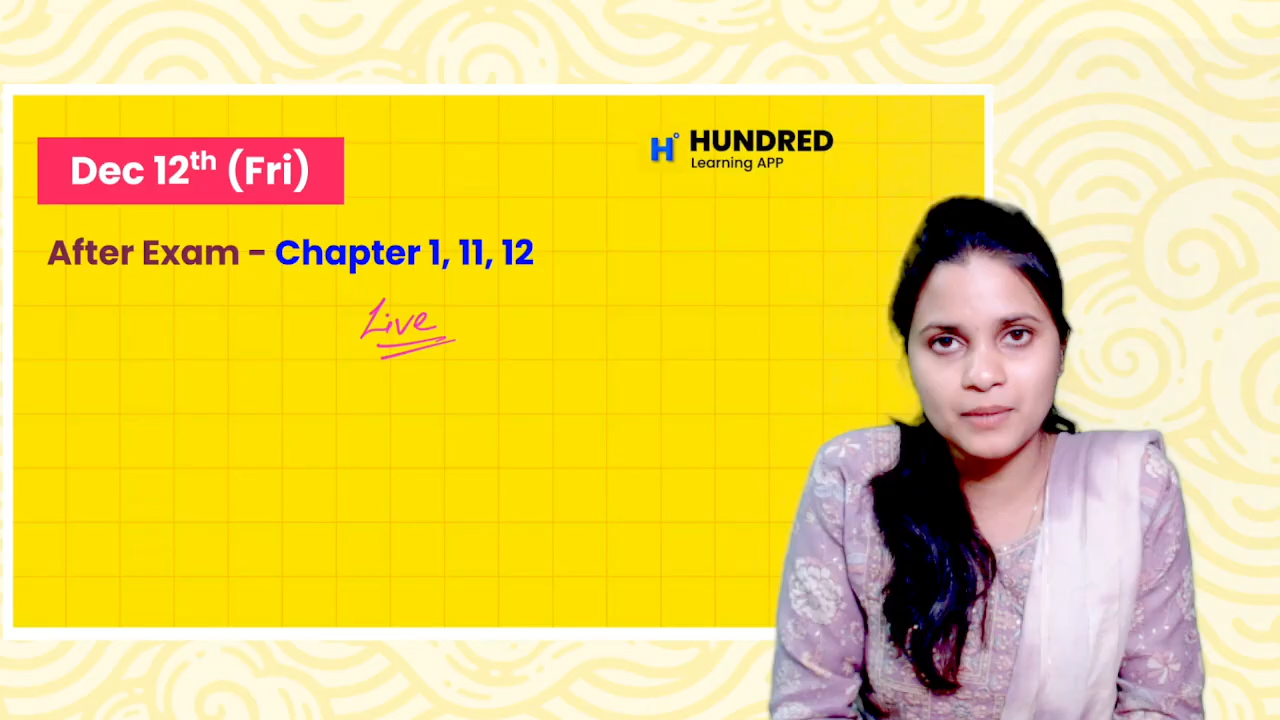 HUNDRED
Learning APP
Dec 12th (Fri)
After Exam - Chapter 1, 11, 12
Live